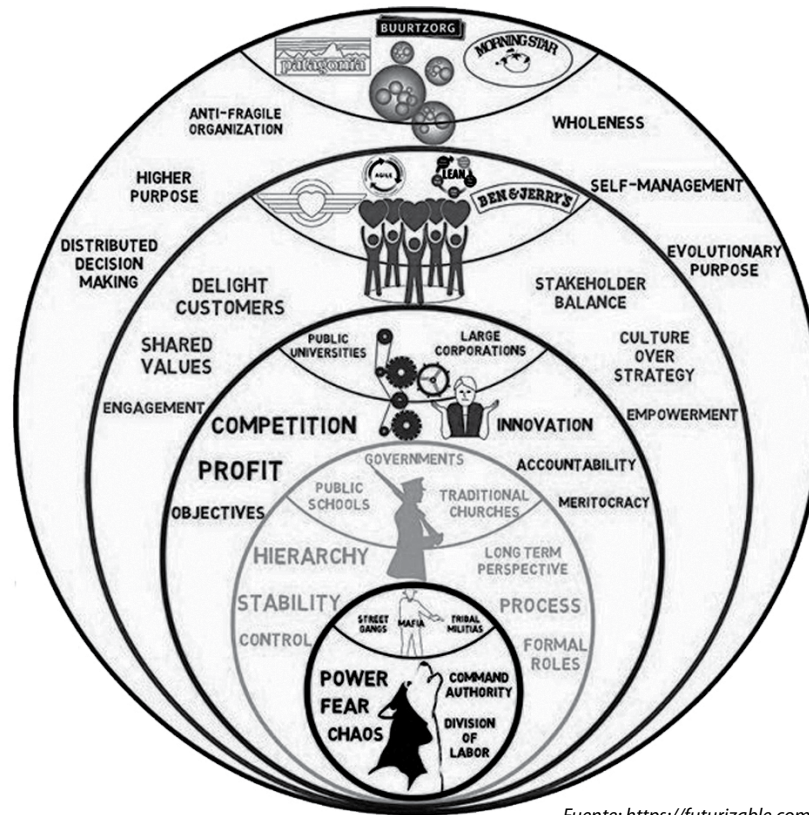 BUURTZORG
patagonia
MORNING STAR
ANTI-FRAGILE
ORGANIZATION
WHOLENESS
HIGHER
PURPOSE
SELF-MANAGEMENT
DISTRIBUTED
DECISION
MAKING
EVOLUTIONARY
PURPOSE
AGILE
LEAN
BEN & JERRY'S
DELIGHT
CUSTOMERS
STAKEHOLDER
BALANCE
SHARED
VALUES
CULTURE
OVER
STRATEGY
ENGAGEMENT
EMPOWERMENT
PUBLIC
UNIVERSITIES
LARGE
CORPORATIONS
COMPETITION
INNOVATION
PROFIT
ACCOUNTABILITY
OBJECTIVES
MERITOCRACY
GOVERNMENTS
PUBLIC
SCHOOLS
TRADITIONAL
CHURCHES
HIERARCHY
LONG TERM
PERSPECTIVE
STABILITY
PROCESS
CONTROL
FORMAL
ROLES
STREET
GANGS
MAFIA
TRIBAL
MILITIAS
POWER
FEAR
CHAOS
COMMAND
AUTHORITY
DIVISION
OF
LABOR
Fuente: https://futurizable.com